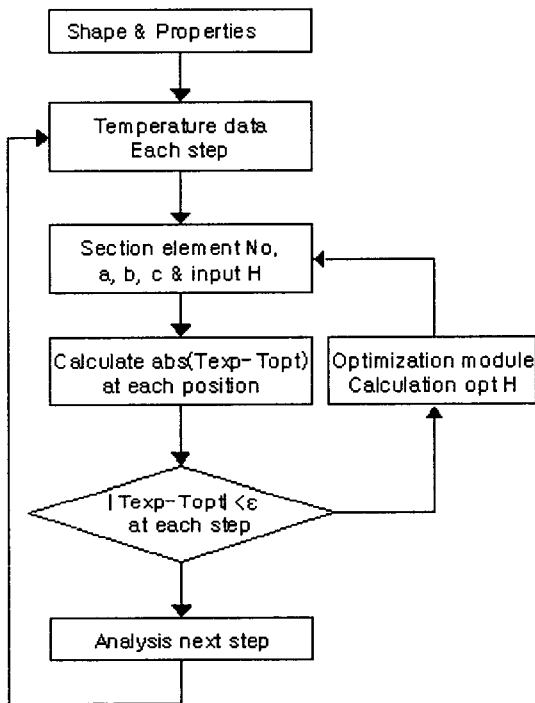 Shape & Properties
Temperature data
Each step
Section element No,
a, b, c & input H
Calculate abs(Texp-Topt)
at each position
Optimization module
Calculation opt H
|Texp-Topt| <ε
at each step
Analysis next step